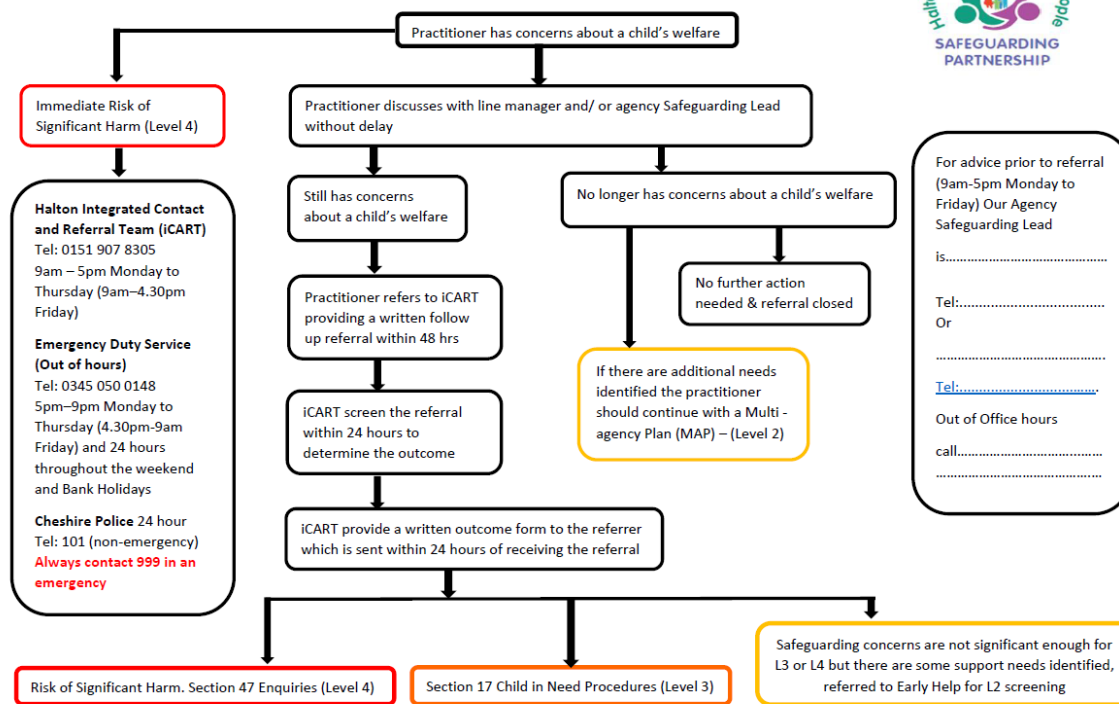 Halto
ople
SAFEGUARDING
PARTNERSHIP
Practitioner has concerns about a child's welfare
Immediate Risk of
Significant Harm (Level 4)
Practitioner discusses with line manager and/ or agency Safeguarding Lead
without delay
Halton Integrated Contact
and Referral Team (iCART)
Tel: 0151 907 8305
9am – 5pm Monday to
Thursday (9am–4.30pm
Friday)
Emergency Duty Service
(Out of hours)
Tel: 0345 050 0148
5pm–9pm Monday to
Thursday (4.30pm-9am
Friday) and 24 hours
throughout the weekend
and Bank Holidays
Cheshire Police 24 hour
Tel: 101 (non-emergency)
Always contact 999 in an
emergency
Still has concerns
about a child's welfare
No longer has concerns about a child's welfare
Practitioner refers to iCART
providing a written follow
up referral within 48 hrs
No further action
needed & referral closed
iCART screen the referral
within 24 hours to
determine the outcome
If there are additional needs
identified the practitioner
should continue with a Multi -
agency Plan (MAP) – (Level 2)
iCART provide a written outcome form to the referrer
which is sent within 24 hours of receiving the referral
For advice prior to referral
(9am-5pm Monday to
Friday) Our Agency
Safeguarding Lead
is……………………………………
Tel:...................................
Or
…………………………………….
Tel:…………………………….
Out of Office hours
call………………………………
……………………………………
Risk of Significant Harm. Section 47 Enquiries (Level 4)
Section 17 Child in Need Procedures (Level 3)
Safeguarding concerns are not significant enough for
L3 or L4 but there are some support needs identified,
referred to Early Help for L2 screening